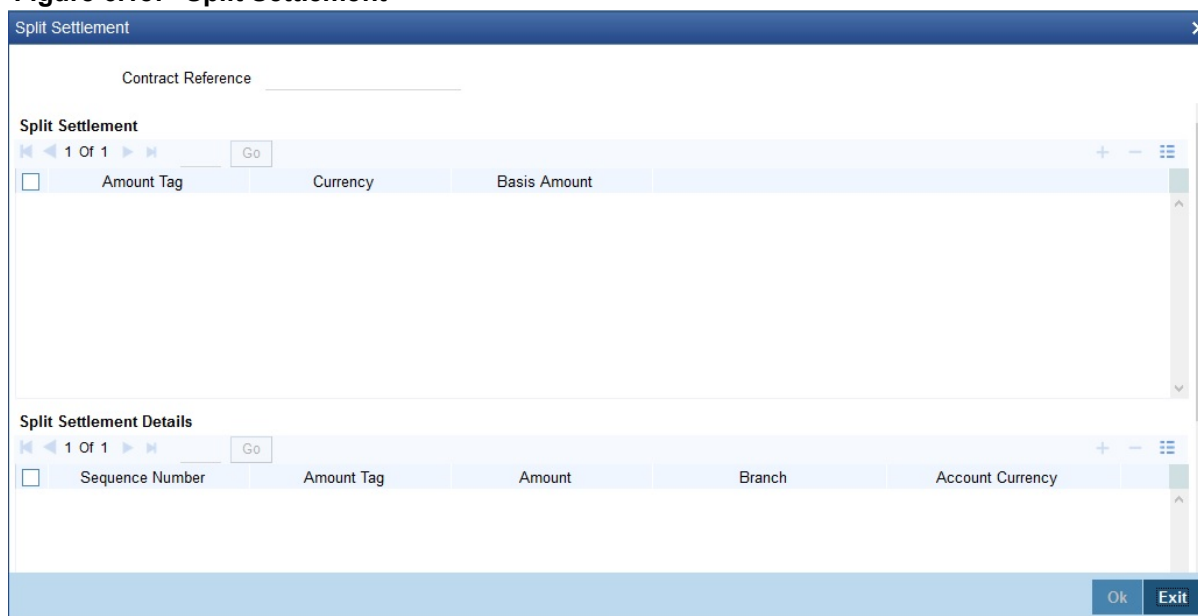 Split Settlement
Contract Reference
Split Settlement
1 Of 1 Go
Amount Tag Currency Basis Amount
Split Settlement Details
1 Of 1 Go
Sequence Number Amount Tag Amount Branch Account Currency
Ok Exit